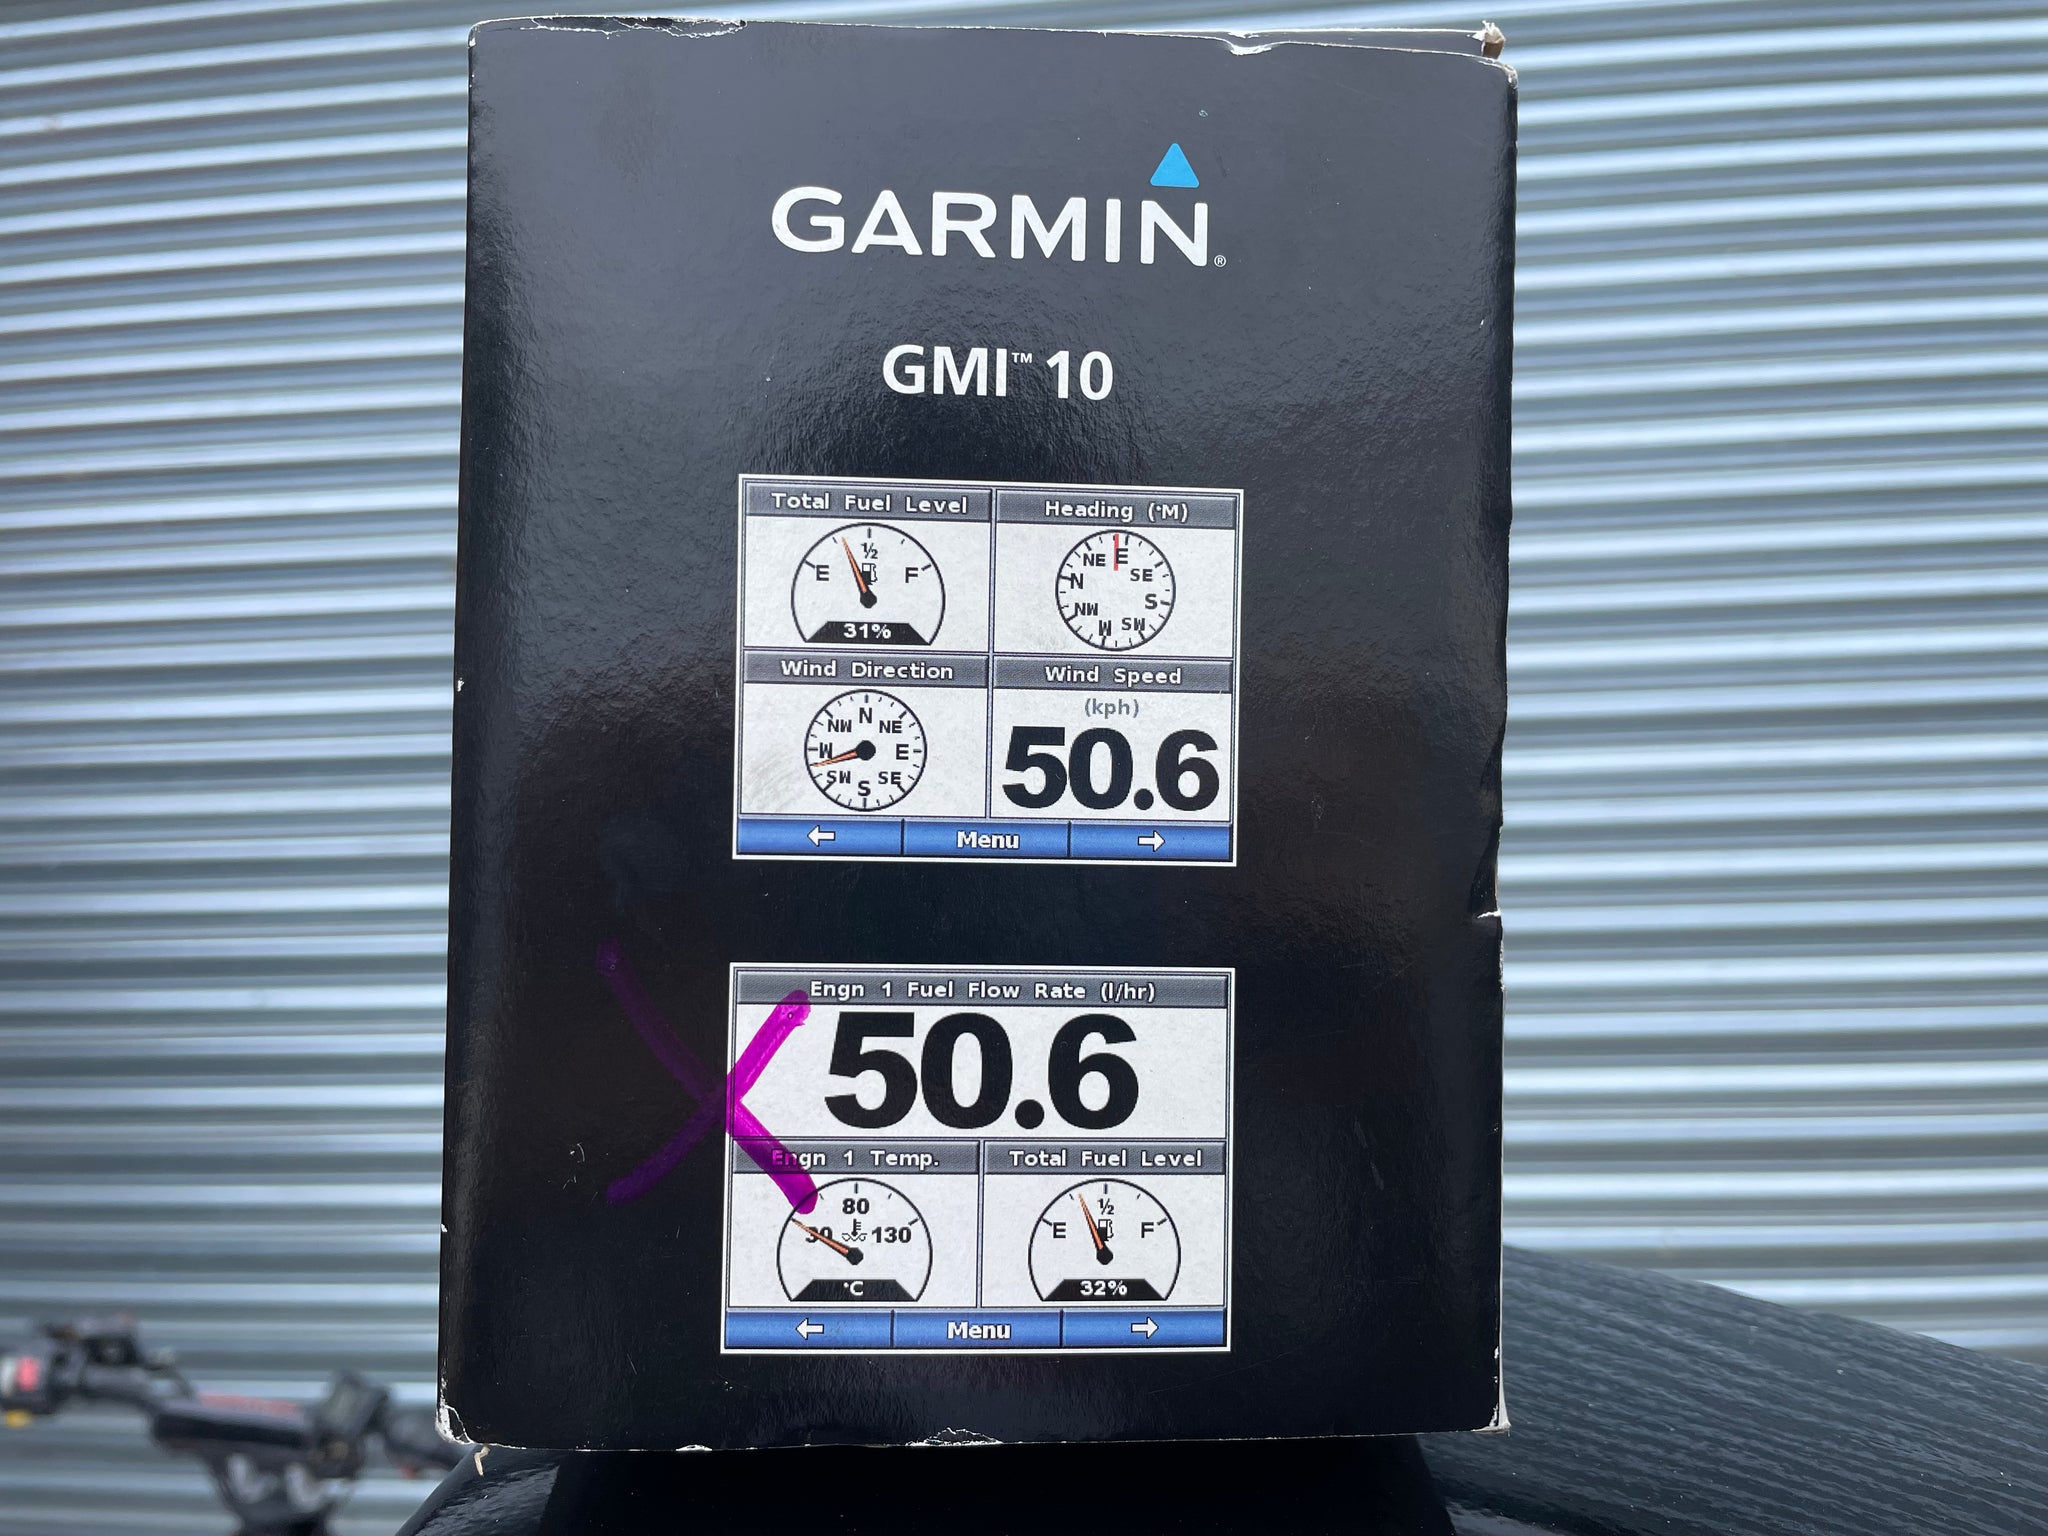 GARMIN®
GMI™ 10
Total Fuel Level
Heading (°M)
E ½ F
31%
N NE E SE S SW W NW
Wind Direction
Wind Speed
N NE E SE S SW W NW
(kph)
50.6
Menu
Engn 1 Fuel Flow Rate (l/hr)
50.6
Engn 1 Temp.
Total Fuel Level
30 80 130
°C
E ½ F
32%
Menu